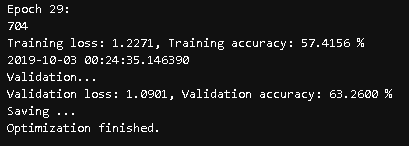 Epoch 29:
704
Training loss: 1.2271, Training accuracy: 57.4156 %
2019-10-03 00:24:35.146390
Validation...
Validation loss: 1.0901, Validation accuracy: 63.2600 %
Saving ...
Optimization finished.